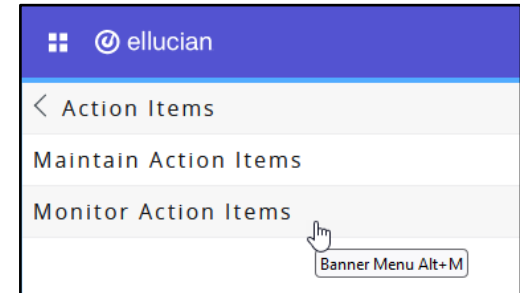 ellucian
Action Items
Maintain Action Items
Monitor Action Items
Banner Menu Alt+M